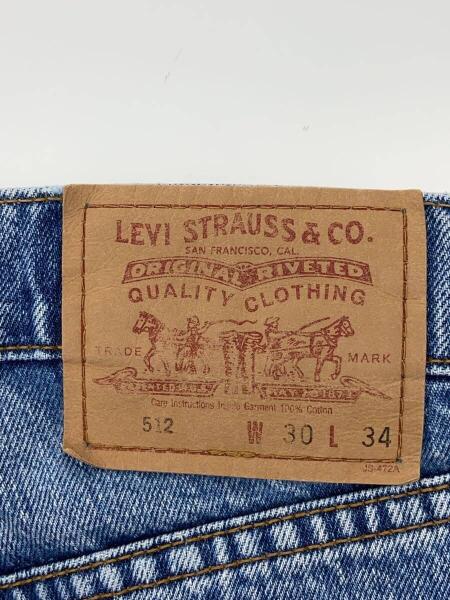 LEVI STRAUSS & CO.
SAN FRANCISCO, CAL.
ORIGINAL RIVETED
QUALITY CLOTHING
TRADE MARK
PATENTED U.S.
Care Instructions Inside Garment 100% Cotton
512 W 30 L 34
JS-472A